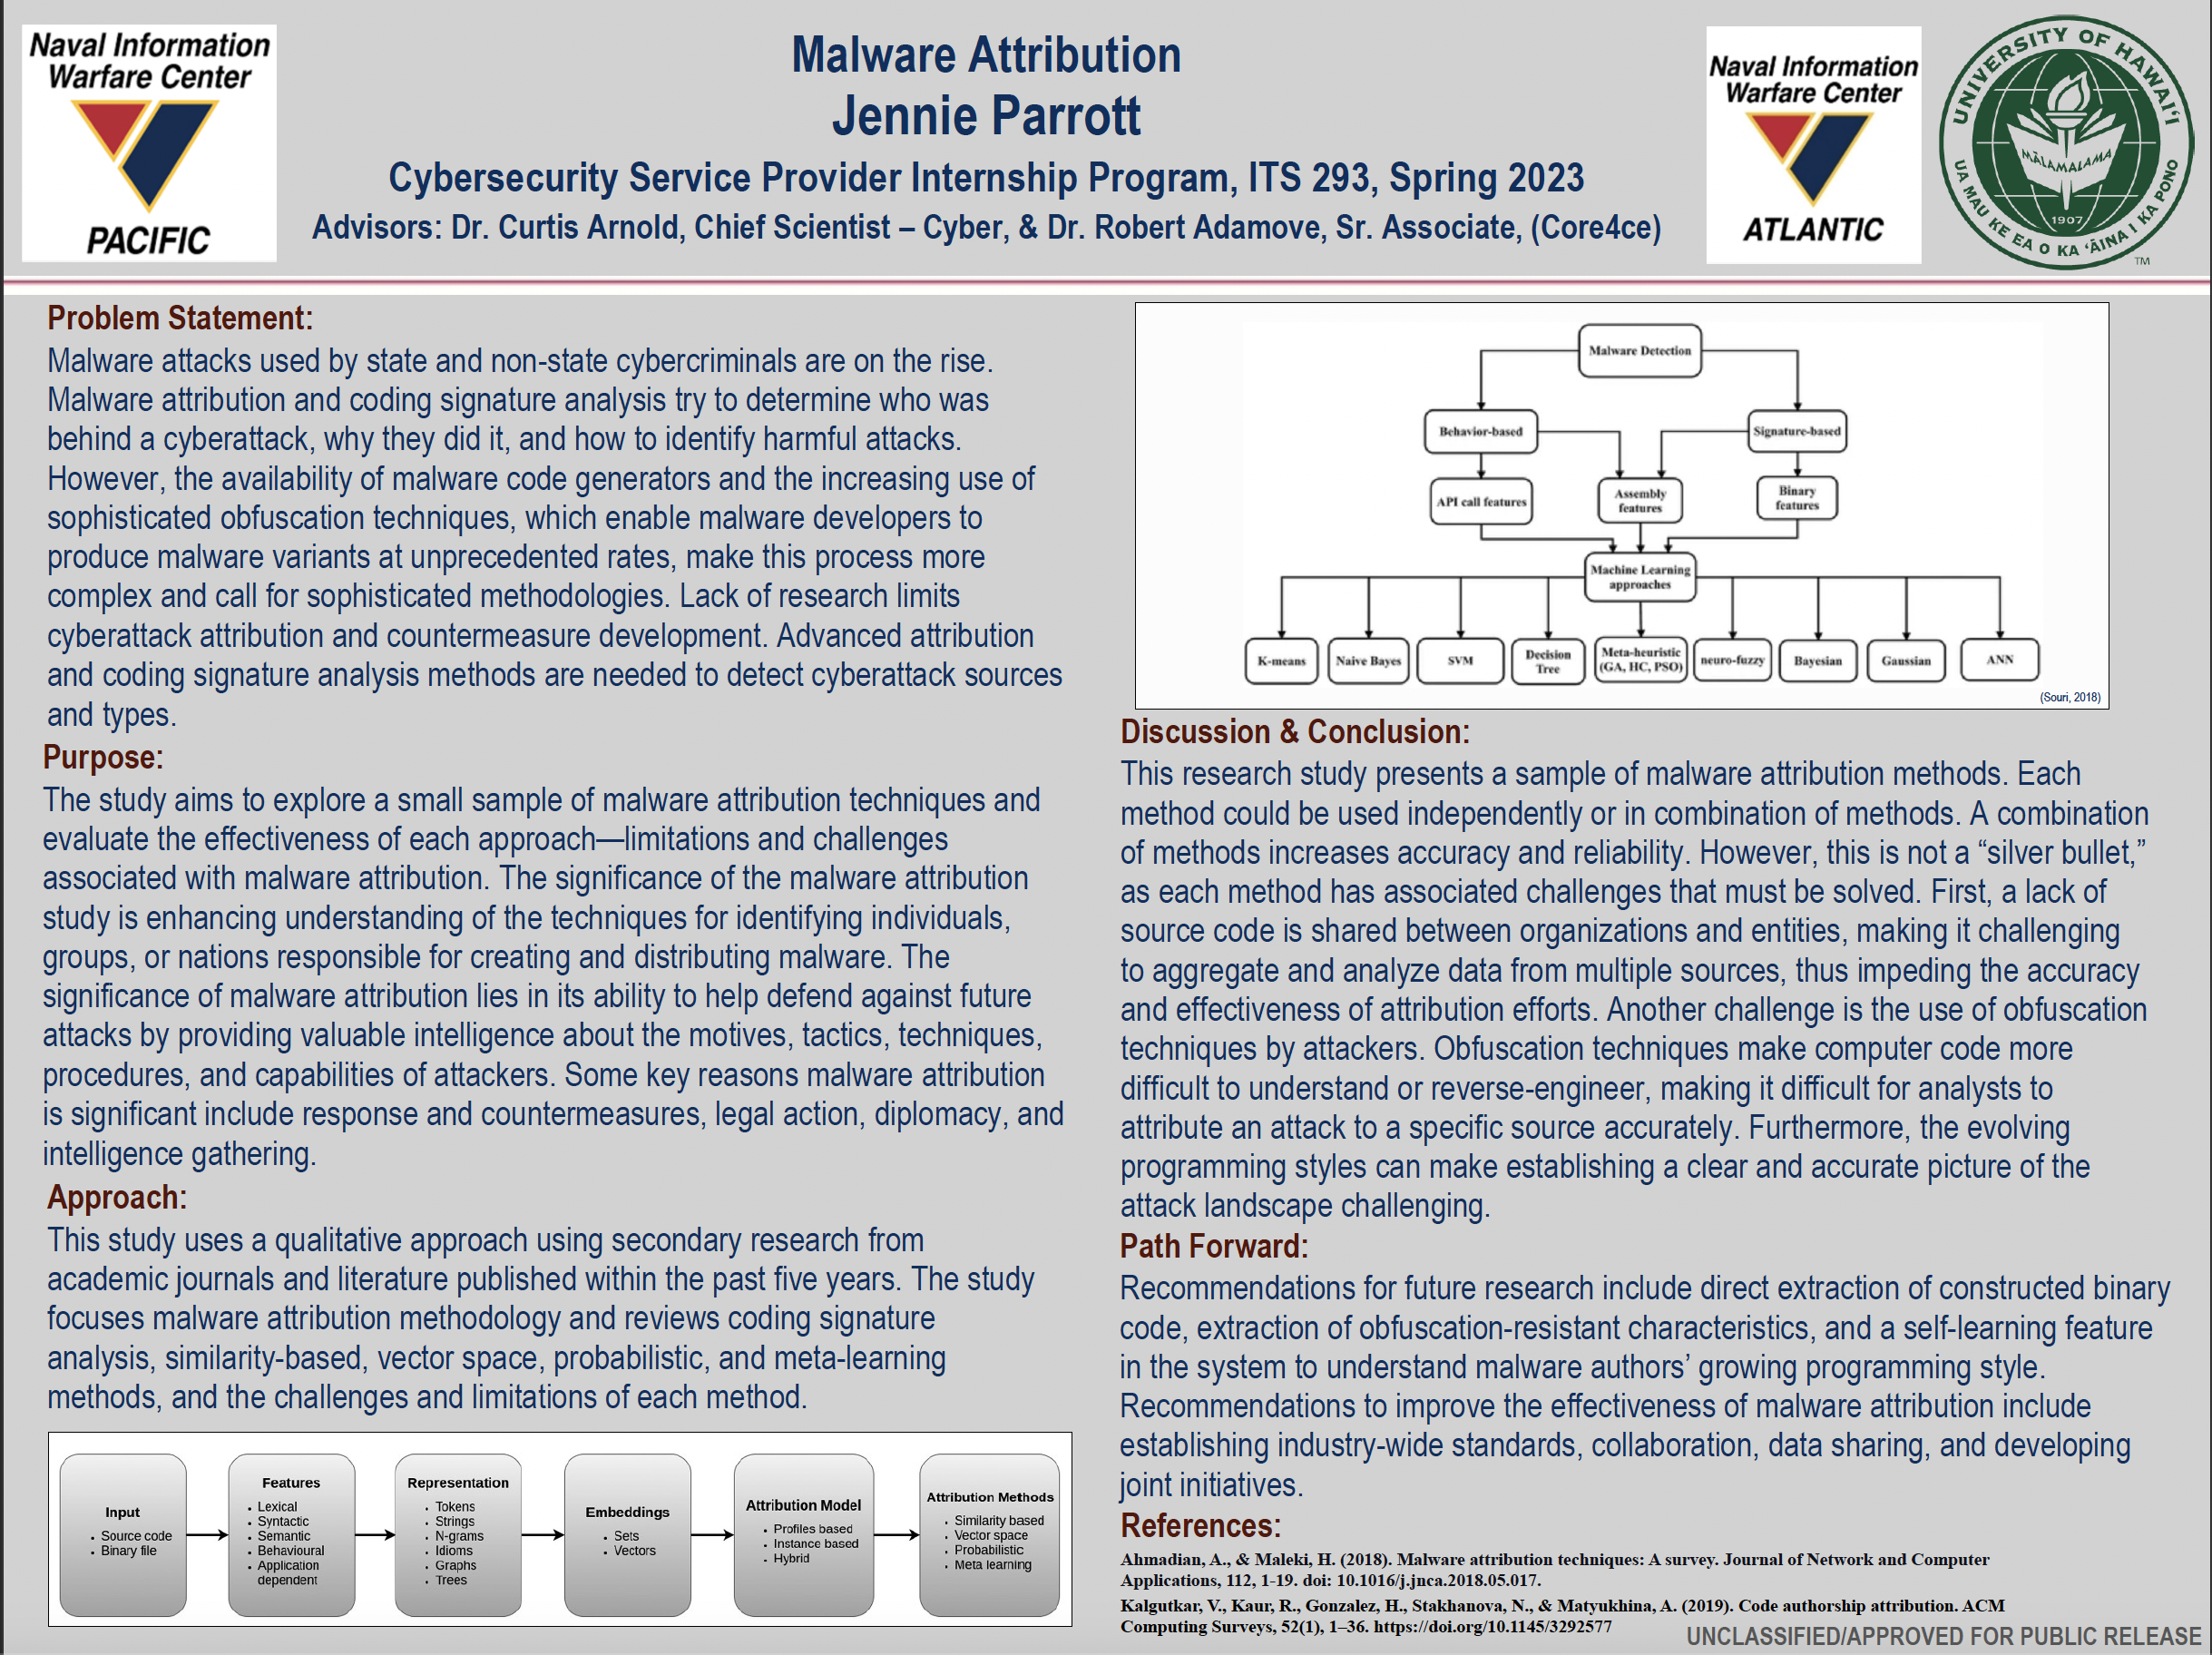 Naval Information
Warfare Center
PACIFIC
Malware Attribution
Jennie Parrott
Cybersecurity Service Provider Internship Program, ITS 293, Spring 2023
Advisors: Dr. Curtis Arnold, Chief Scientist – Cyber, & Dr. Robert Adamove, Sr. Associate, (Core4ce)
Naval Information
Warfare Center
ATLANTIC
UNIVERSITY OF HAWAIʻI
MĀLAMALAMA
1907
UA MAU KE EA O KA ʻĀINA I KA PONO
TM
Problem Statement:
Malware attacks used by state and non-state cybercriminals are on the rise.
Malware attribution and coding signature analysis try to determine who was
behind a cyberattack, why they did it, and how to identify harmful attacks.
However, the availability of malware code generators and the increasing use of
sophisticated obfuscation techniques, which enable malware developers to
produce malware variants at unprecedented rates, make this process more
complex and call for sophisticated methodologies. Lack of research limits
cyberattack attribution and countermeasure development. Advanced attribution
and coding signature analysis methods are needed to detect cyberattack sources
and types.
Purpose:
The study aims to explore a small sample of malware attribution techniques and
evaluate the effectiveness of each approach—limitations and challenges
associated with malware attribution. The significance of the malware attribution
study is enhancing understanding of the techniques for identifying individuals,
groups, or nations responsible for creating and distributing malware. The
significance of malware attribution lies in its ability to help defend against future
attacks by providing valuable intelligence about the motives, tactics, techniques,
procedures, and capabilities of attackers. Some key reasons malware attribution
is significant include response and countermeasures, legal action, diplomacy, and
intelligence gathering.
Approach:
This study uses a qualitative approach using secondary research from
academic journals and literature published within the past five years. The study
focuses malware attribution methodology and reviews coding signature
analysis, similarity-based, vector space, probabilistic, and meta-learning
methods, and the challenges and limitations of each method.
Input
• Source code
• Binary file
Features
• Lexical
• Syntactic
• Semantic
• Behavioural
• Application
dependent
Representation
• Tokens
• Strings
• N-grams
• Idioms
• Graphs
• Trees
Embeddings
• Sets
• Vectors
Attribution Model
• Profiles based
• Instance based
• Hybrid
Attribution Methods
• Similarity based
• Vector space
• Probabilistic
• Meta learning
Malware Detection
Behavior-based
Signature-based
API call features
Assembly
features
Binary
features
Machine Learning
approaches
K-means
Naive Bayes
SVM
Decision
Tree
Meta-heuristic
(GA, HC, PSO)
neuro-fuzzy
Bayesian
Gaussian
ANN
(Souri, 2018)
Discussion & Conclusion:
This research study presents a sample of malware attribution methods. Each
method could be used independently or in combination of methods. A combination
of methods increases accuracy and reliability. However, this is not a “silver bullet,”
as each method has associated challenges that must be solved. First, a lack of
source code is shared between organizations and entities, making it challenging
to aggregate and analyze data from multiple sources, thus impeding the accuracy
and effectiveness of attribution efforts. Another challenge is the use of obfuscation
techniques by attackers. Obfuscation techniques make computer code more
difficult to understand or reverse-engineer, making it difficult for analysts to
attribute an attack to a specific source accurately. Furthermore, the evolving
programming styles can make establishing a clear and accurate picture of the
attack landscape challenging.
Path Forward:
Recommendations for future research include direct extraction of constructed binary
code, extraction of obfuscation-resistant characteristics, and a self-learning feature
in the system to understand malware authors’ growing programming style.
Recommendations to improve the effectiveness of malware attribution include
establishing industry-wide standards, collaboration, data sharing, and developing
joint initiatives.
References:
Ahmadian, A., & Maleki, H. (2018). Malware attribution techniques: A survey. Journal of Network and Computer
Applications, 112, 1-19. doi: 10.1016/j.jnca.2018.05.017.
Kalgutkar, V., Kaur, R., Gonzalez, H., Stakhanova, N., & Matyukhina, A. (2019). Code authorship attribution. ACM
Computing Surveys, 52(1), 1–36. https://doi.org/10.1145/3292577
UNCLASSIFIED/APPROVED FOR PUBLIC RELEASE